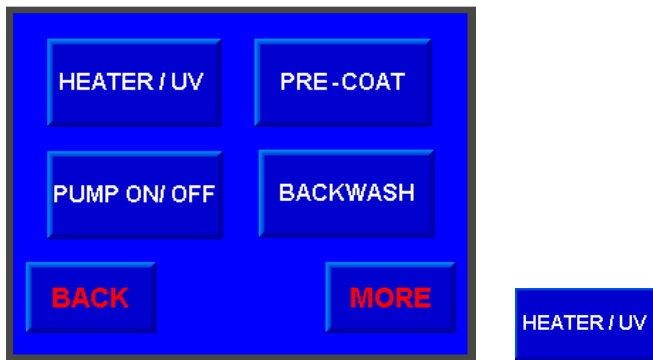 HEATER / UV
PRE-COAT
PUMP ON/ OFF
BACKWASH
BACK
MORE
HEATER / UV